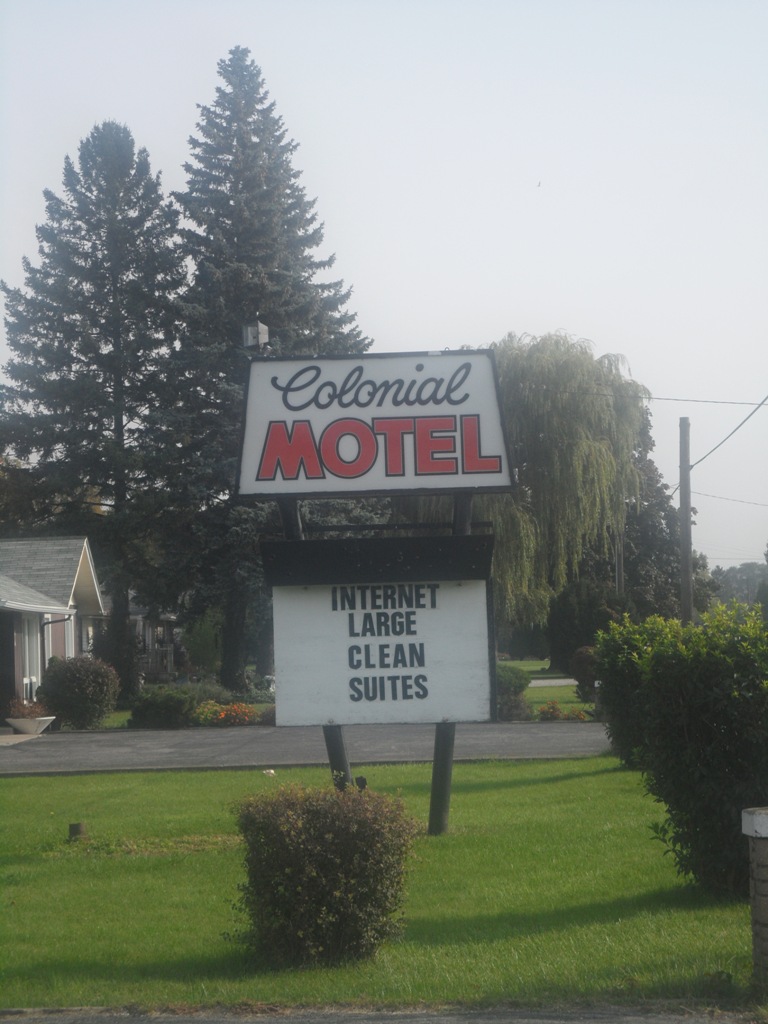 Colonial
MOTEL
INTERNET
LARGE
CLEAN
SUITES